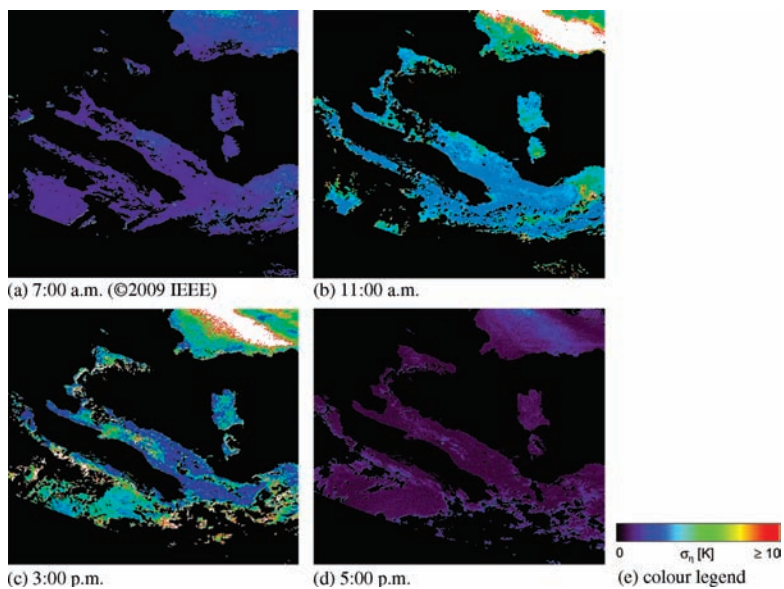 (a) 7:00 a.m. (©2009 IEEE)
(b) 11:00 a.m.
(c) 3:00 p.m.
(d) 5:00 p.m.
0 ση [K] ≥ 10
(e) colour legend